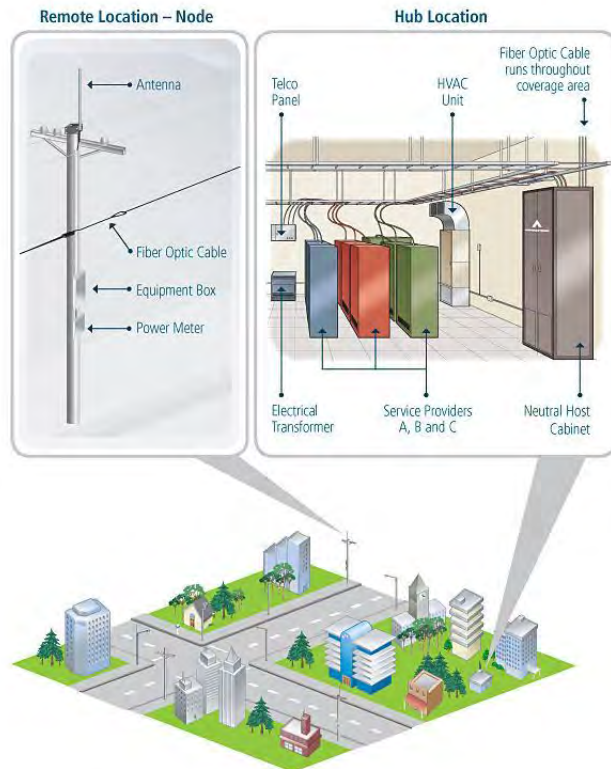 Remote Location – Node
Antenna
Fiber Optic Cable
Equipment Box
Power Meter
Hub Location
Telco
Panel
HVAC
Unit
Fiber Optic Cable
runs throughout
coverage area
Electrical
Transformer
Service Providers
A, B and C
Neutral Host
Cabinet